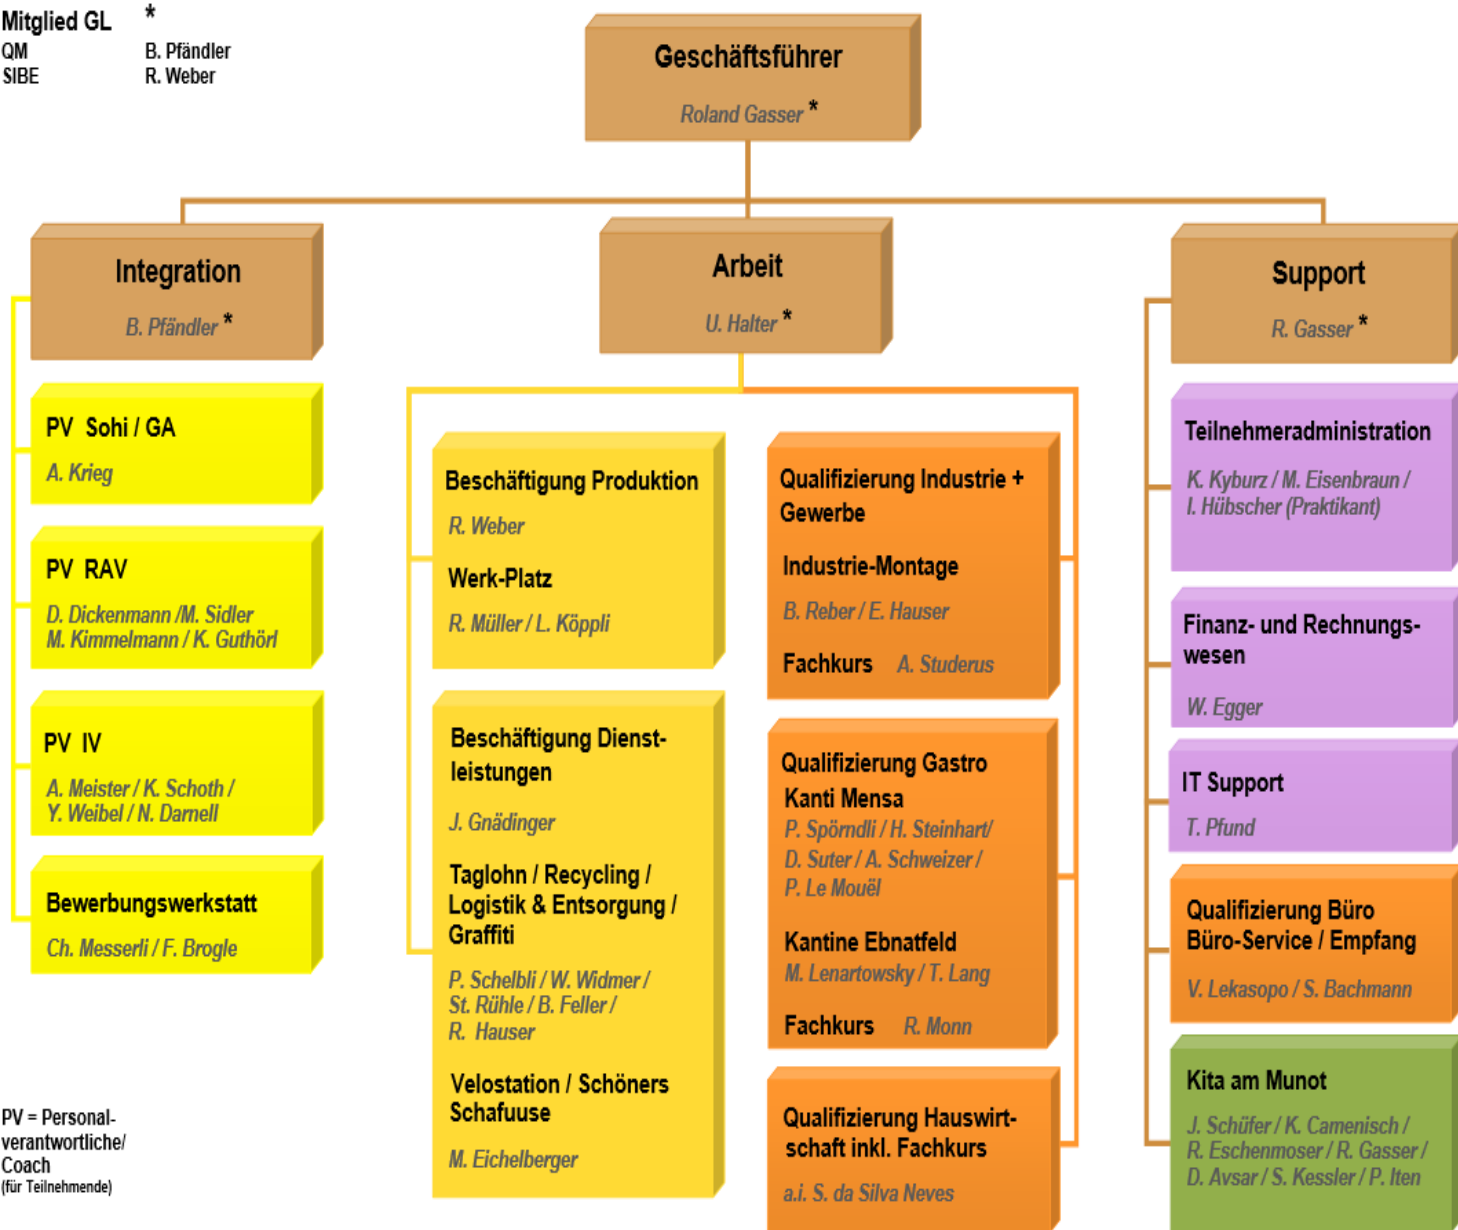 Mitglied GL *
QM B. Pfändler
SIBE R. Weber
Geschäftsführer
Roland Gasser *
Integration
B. Pfändler *
Arbeit
U. Halter *
Support
R. Gasser *
PV Sohi / GA
A. Krieg
PV RAV
D. Dickenmann /M. Sidler
M. Kimmelmann / K. Guthörl
PV IV
A. Meister / K. Schoth /
Y. Weibel / N. Darnell
Bewerbungswerkstatt
Ch. Messerli / F. Brogle
Beschäftigung Produktion
R. Weber
Werk-Platz
R. Müller / L. Köppli
Beschäftigung Dienst-
leistungen
J. Gnädinger
Taglohn / Recycling /
Logistik & Entsorgung /
Graffiti
P. Schelbli / W. Widmer /
St. Rühle / B. Feller /
R. Hauser
Velostation / Schöners
Schafuuse
M. Eichelberger
Qualifizierung Industrie +
Gewerbe
Industrie-Montage
B. Reber / E. Hauser
Fachkurs A. Studerus
Qualifizierung Gastro
Kanti Mensa
P. Spörndli / H. Steinhart/
D. Suter / A. Schweizer /
P. Le Mouël
Kantine Ebnatfeld
M. Lenartowsky / T. Lang
Fachkurs R. Monn
Qualifizierung Hauswirt-
schaft inkl. Fachkurs
a.i. S. da Silva Neves
Teilnehmeradministration
K. Kyburz / M. Eisenbraun /
I. Hübscher (Praktikant)
Finanz- und Rechnungs-
wesen
W. Egger
IT Support
T. Pfund
Qualifizierung Büro
Büro-Service / Empfang
V. Lekasopo / S. Bachmann
Kita am Munot
J. Schüfer / K. Camenisch /
R. Eschenmoser / R. Gasser /
D. Avsar / S. Kessler / P. Iten
PV = Personal-
verantwortliche/
Coach
(für Teilnehmende)